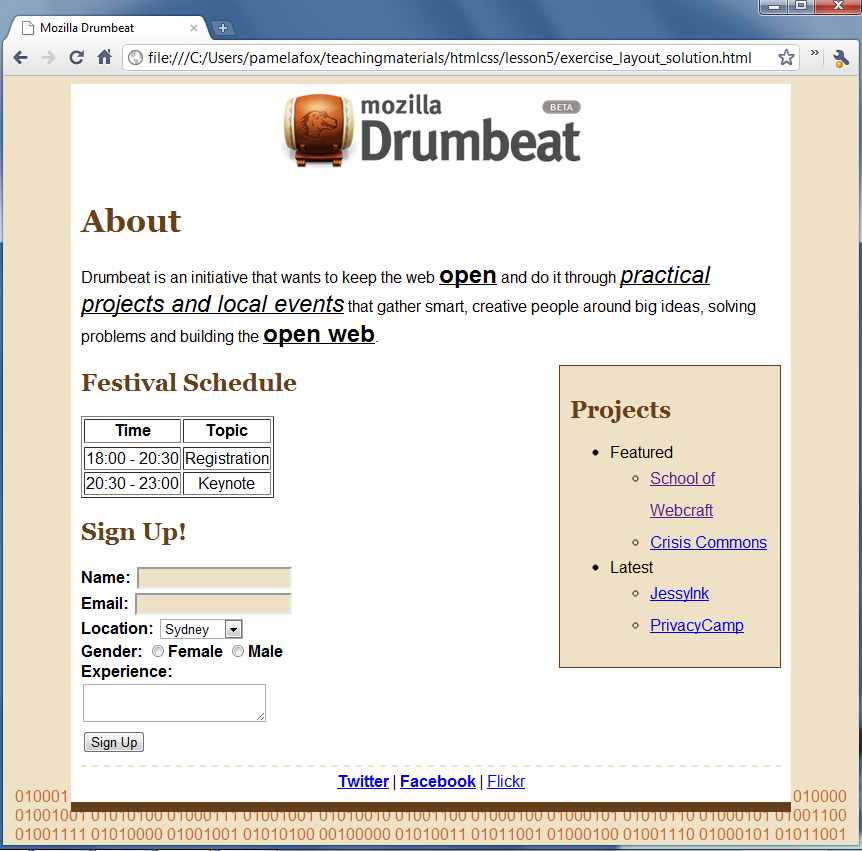 Mozilla Drumbeat
file:///C:/Users/pamelafox/teachingmaterials/htmlcss/lesson5/exercise_layout_solution.html
mozilla
BETA
Drumbeat
About
Drumbeat is an initiative that wants to keep the web open and do it through practical
projects and local events that gather smart, creative people around big ideas, solving
problems and building the open web.
Festival Schedule
Time Topic
18:00 - 20:30 Registration
20:30 - 23:00 Keynote
Sign Up!
Name:
Email:
Location: Sydney
Gender: Female Male
Experience:
Sign Up
Projects
Featured
School of
Webcraft
Crisis Commons
Latest
JessyInk
PrivacyCamp
Twitter | Facebook | Flickr
01000 010000
01001001 01010100 01000111 01001001 01010010 01001100 01000100 01000101 01010110 01000101 01001100
01001111 01010000 01001001 01010100 00100000 01010011 01011001 01000100 01001110 01000101 01011001